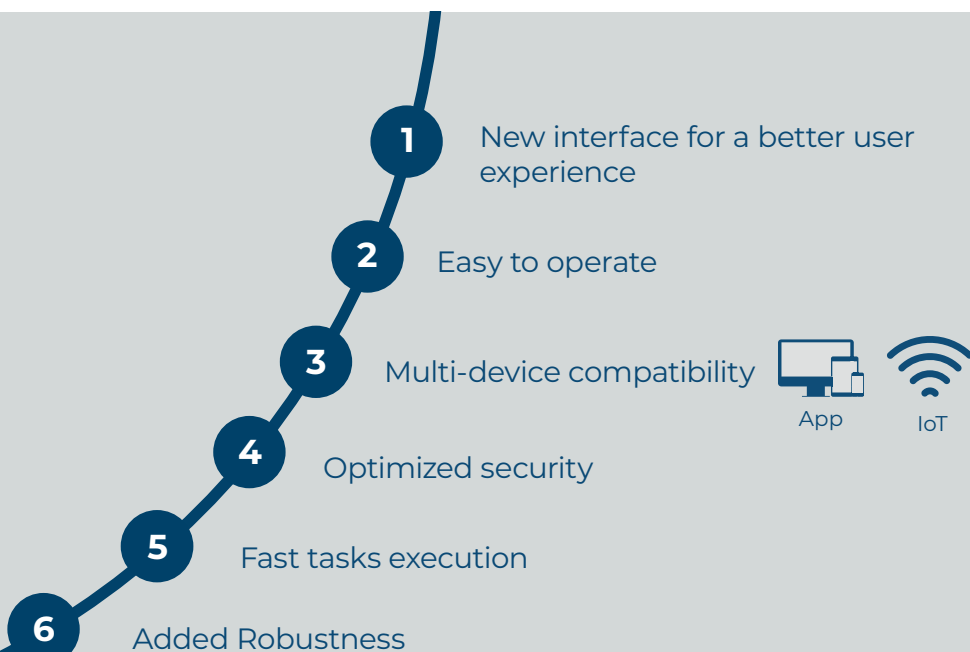 1
New interface for a better user
experience
2
Easy to operate
3
Multi-device compatibility
App
IoT
4
Optimized security
5
Fast tasks execution
6
Added Robustness